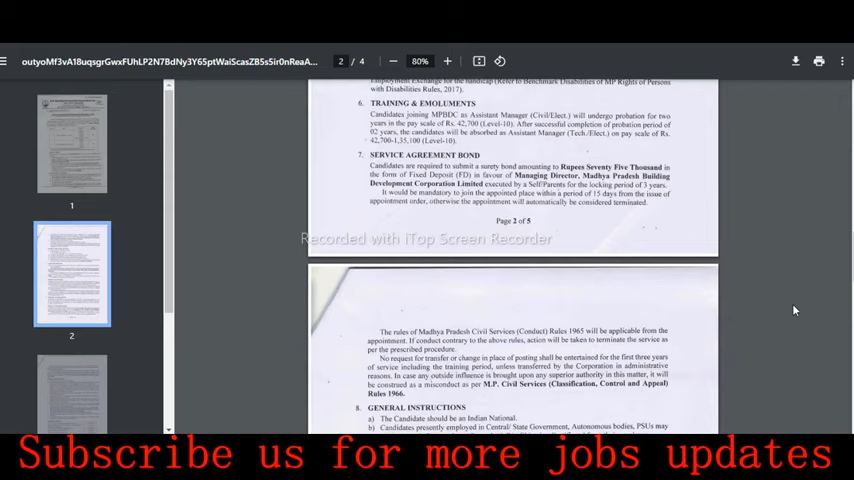 outyoMf3vA18uqsgrGwxFUhLP2N7BdNy3Y65ptWaiScasZB5s5ir0nReaA...
2 / 4
80%
Employment Exchange for the handicap (Refer to Benchmark Disabilities of MP Rights of Persons
with Disabilities Rules, 2017).
6. TRAINING & EMOLUMENTS
Candidates joining MPBDC as Assistant Manager (Civil/Elect.) will undergo probation for two
years in the pay scale of Rs. 42,700 (Level-10). After successful completion of probation period of
02 years, the candidates will be absorbed as Assistant Manager (Tech./Elect.) on pay scale of Rs.
42,700-1,35,100 (Level-10).
7. SERVICE AGREEMENT BOND
Candidates are required to submit a surety bond amounting to Rupees Seventy Five Thousand in
the form of Fixed Deposit (FD) in favour of Managing Director, Madhya Pradesh Building
Development Corporation Limited executed by a Self/Parents for the locking period of 3 years.
It would be mandatory to join the appointed place within a period of 15 days from the issue of
appointment order, otherwise the appointment will automatically be considered terminated.
Page 2 of 5
Recorded with iTop Screen Recorder
The rules of Madhya Pradesh Civil Services (Conduct) Rules 1965 will be applicable from the
appointment. If conduct contrary to the above rules, action will be taken to terminate the service as
per the prescribed procedure.
No request for transfer or change in place of posting shall be entertained for the first three years
of service including the training period, unless transferred by the Corporation in administrative
reasons. In case any outside influence is brought upon any superior authority in this matter, it will
be construed as a misconduct as per M.P. Civil Services (Classification, Control and Appeal)
Rules 1966.
8. GENERAL INSTRUCTIONS
a) The Candidate should be an Indian National.
b) Candidates presently employed in Central/ State Government, Autonomous bodies, PSUs may
1
2
Subscribe us for more jobs updates